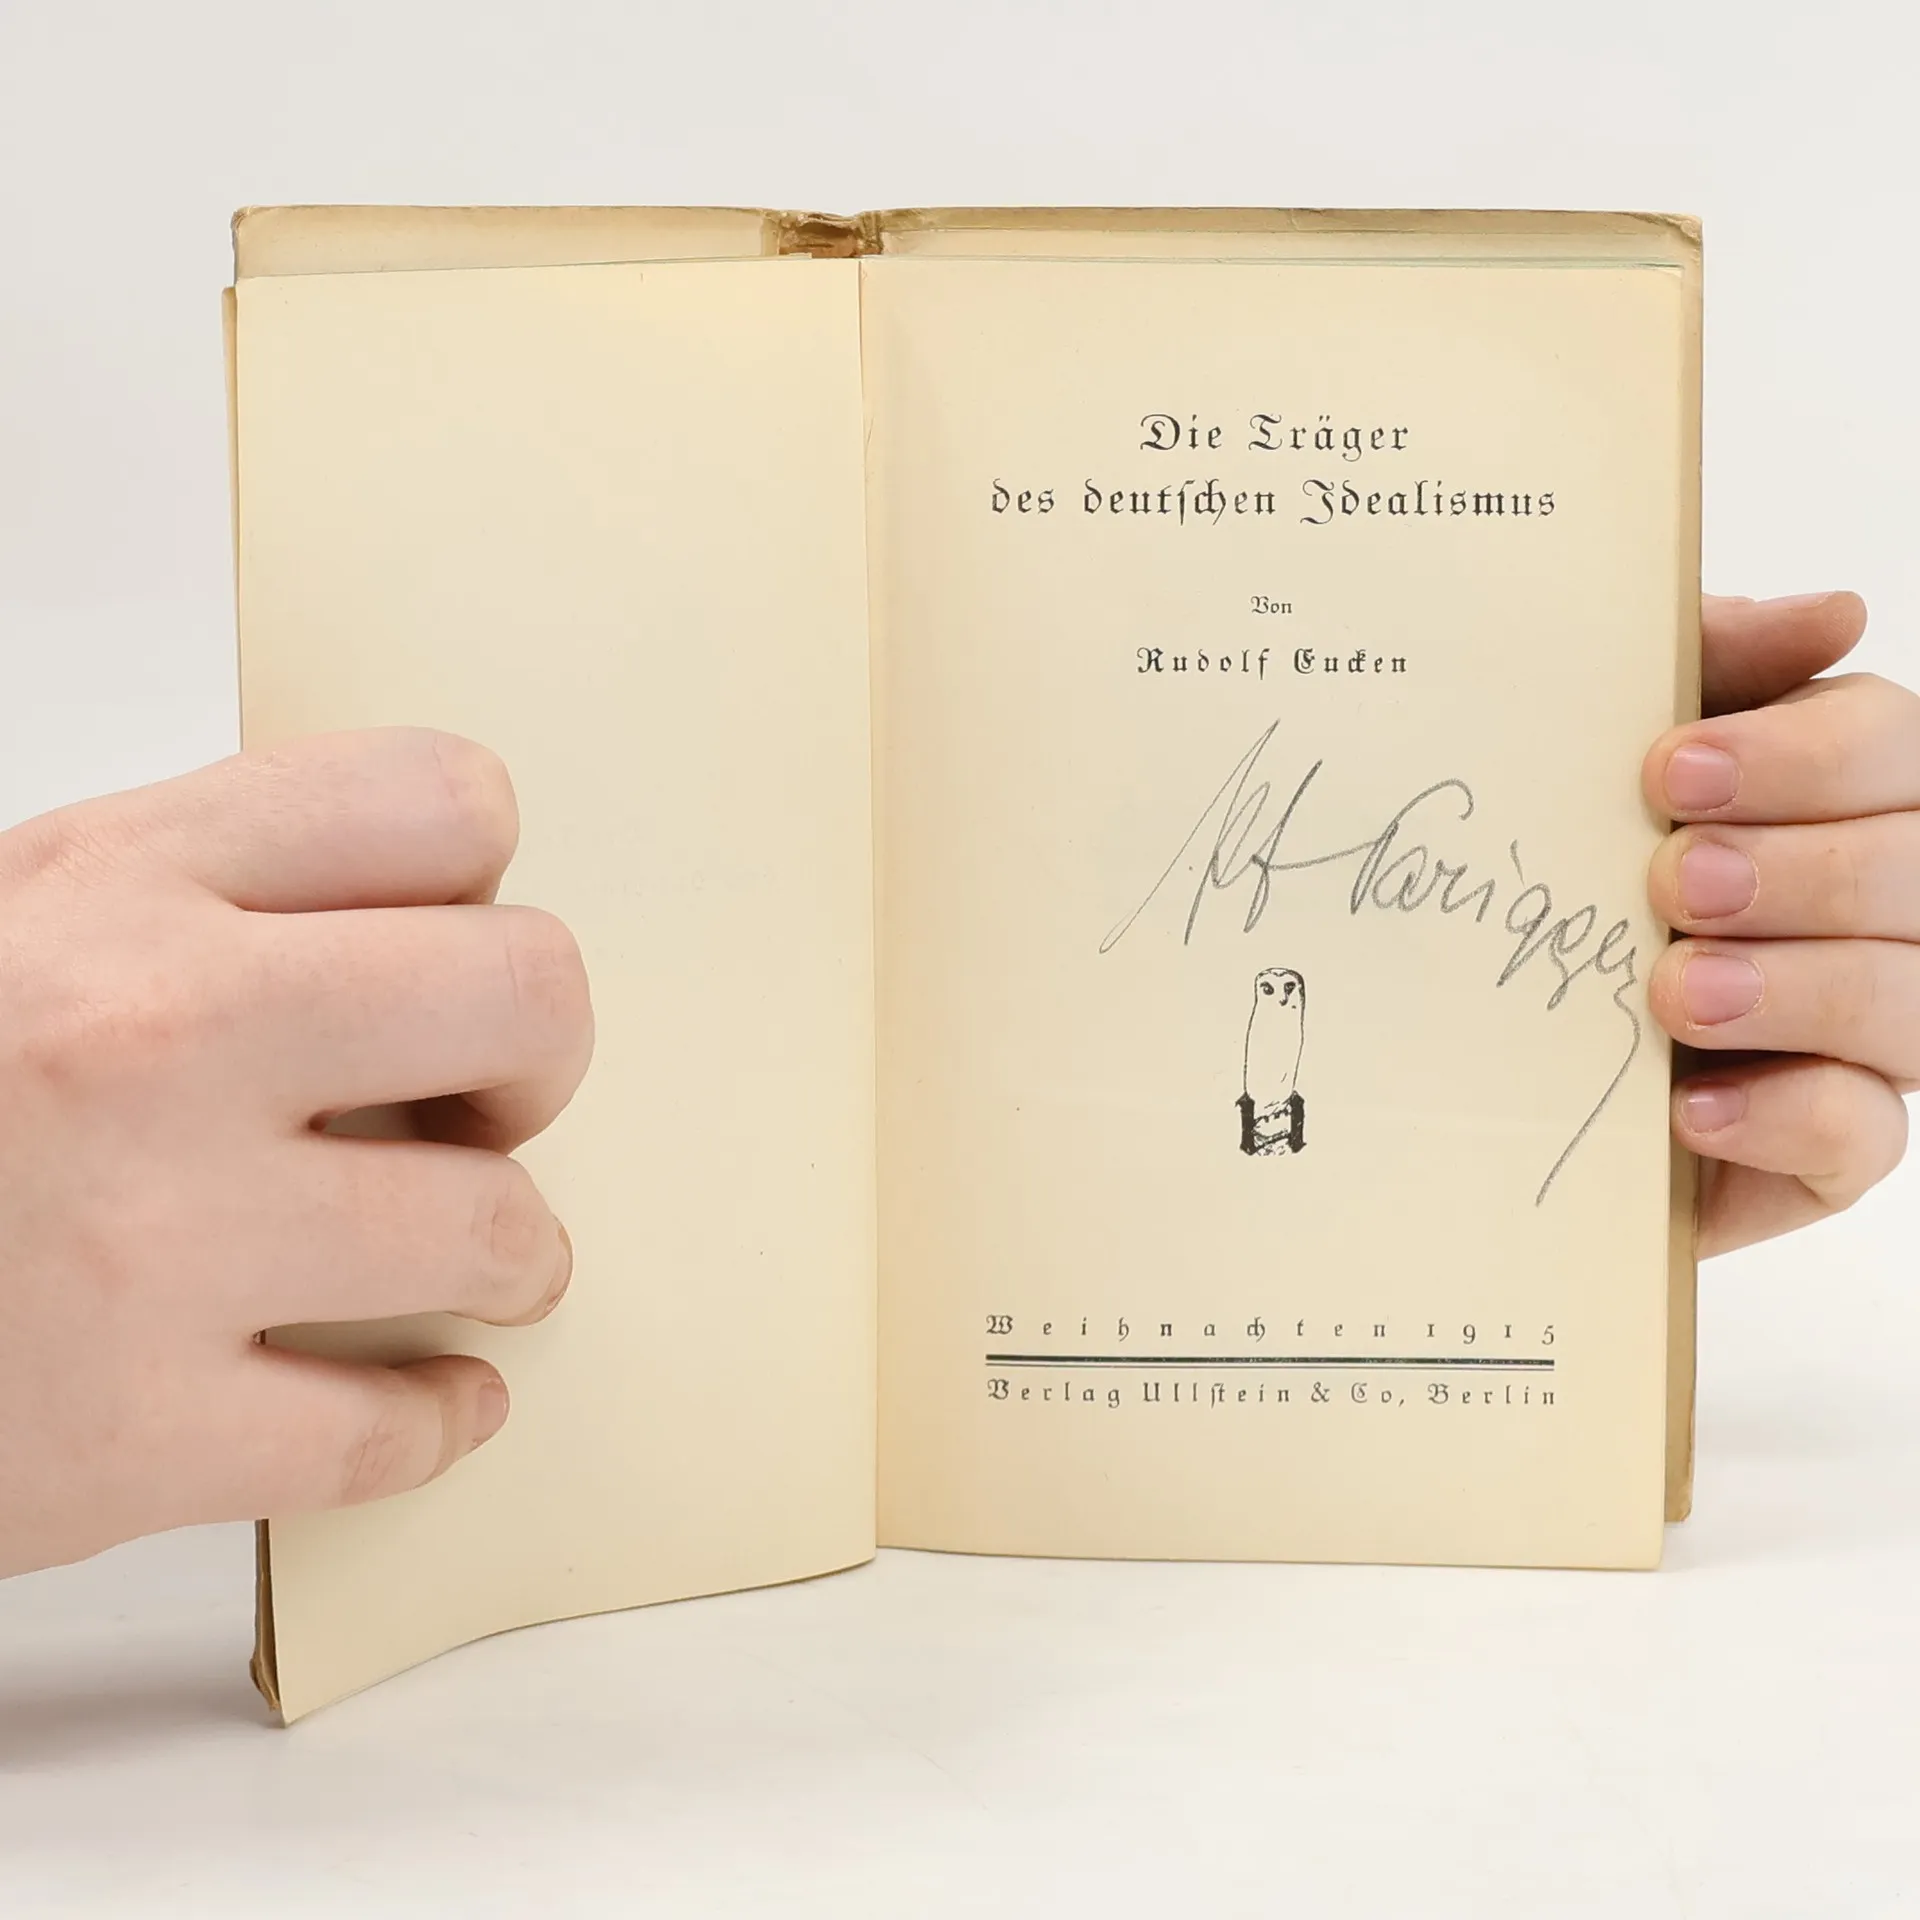 Die Träger
des deutſchen Idealismus
Von
Rudolf Eucken
Weihnachten 1915
Verlag Ullſtein & Co, Berlin